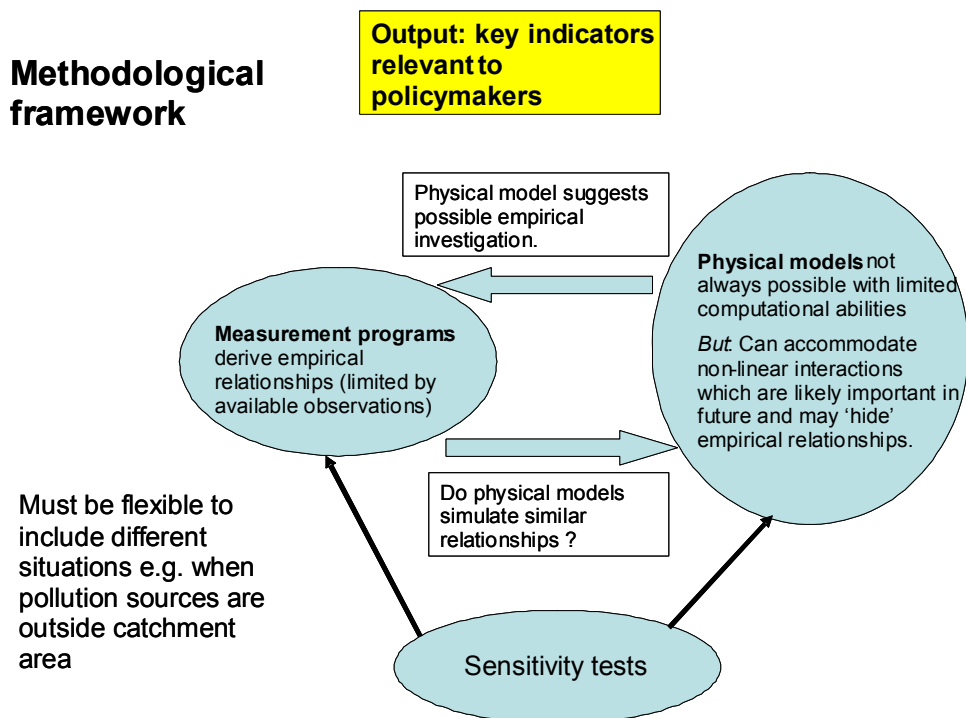 Methodological
framework
Output: key indicators
relevant to
policymakers
Physical model suggests
possible empirical
investigation.
Physical models not
always possible with limited
computational abilities
But: Can accommodate
non-linear interactions
which are likely important in
future and may ‘hide’
empirical relationships.
Measurement programs
derive empirical
relationships (limited by
available observations)
Do physical models
simulate similar
relationships ?
Must be flexible to
include different
situations e.g. when
pollution sources are
outside catchment
area
Sensitivity tests